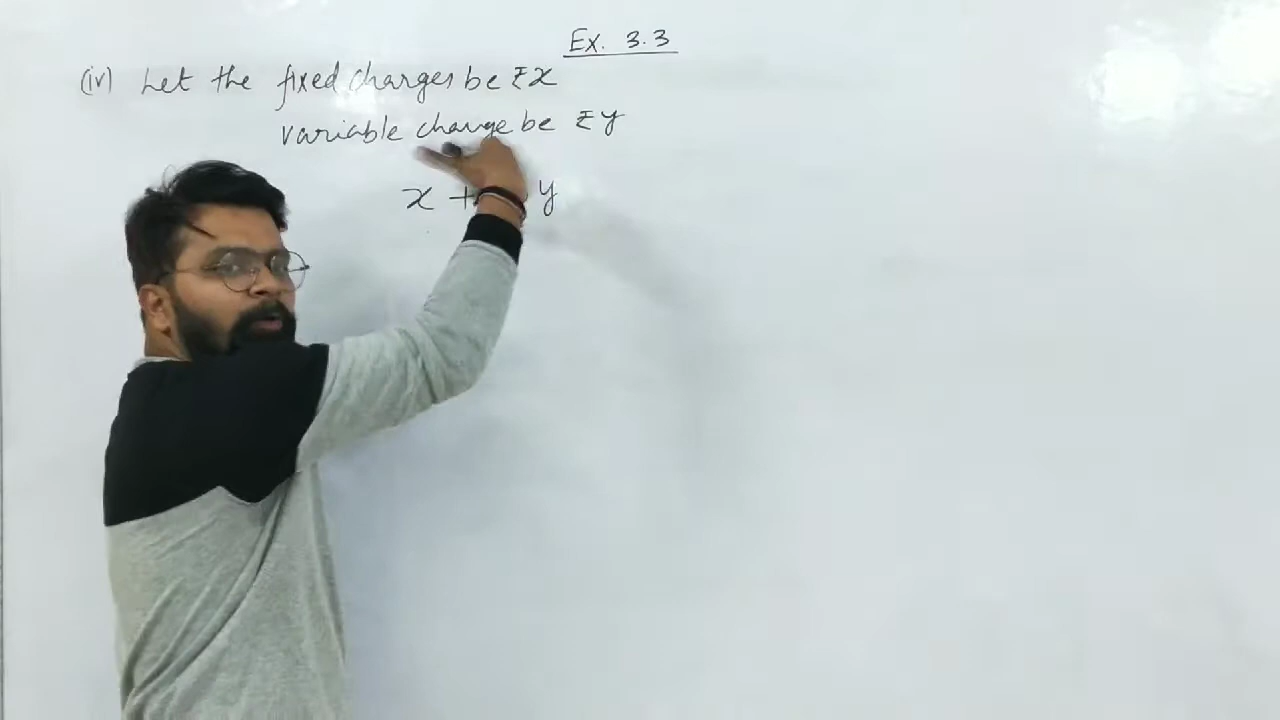 Ex. 3.3
(iv) Let the fixed charges be ₹x
variable charge be ₹y
x + y